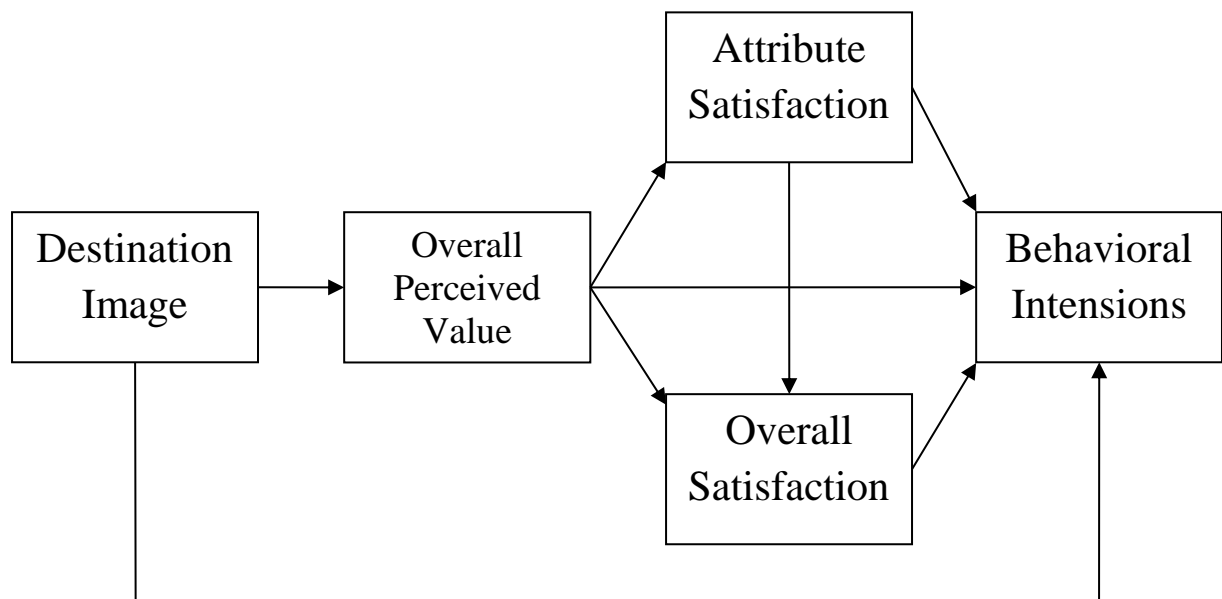 Attribute
Satisfaction
Destination
Image
Overall
Perceived
Value
Behavioral
Intensions
Overall
Satisfaction